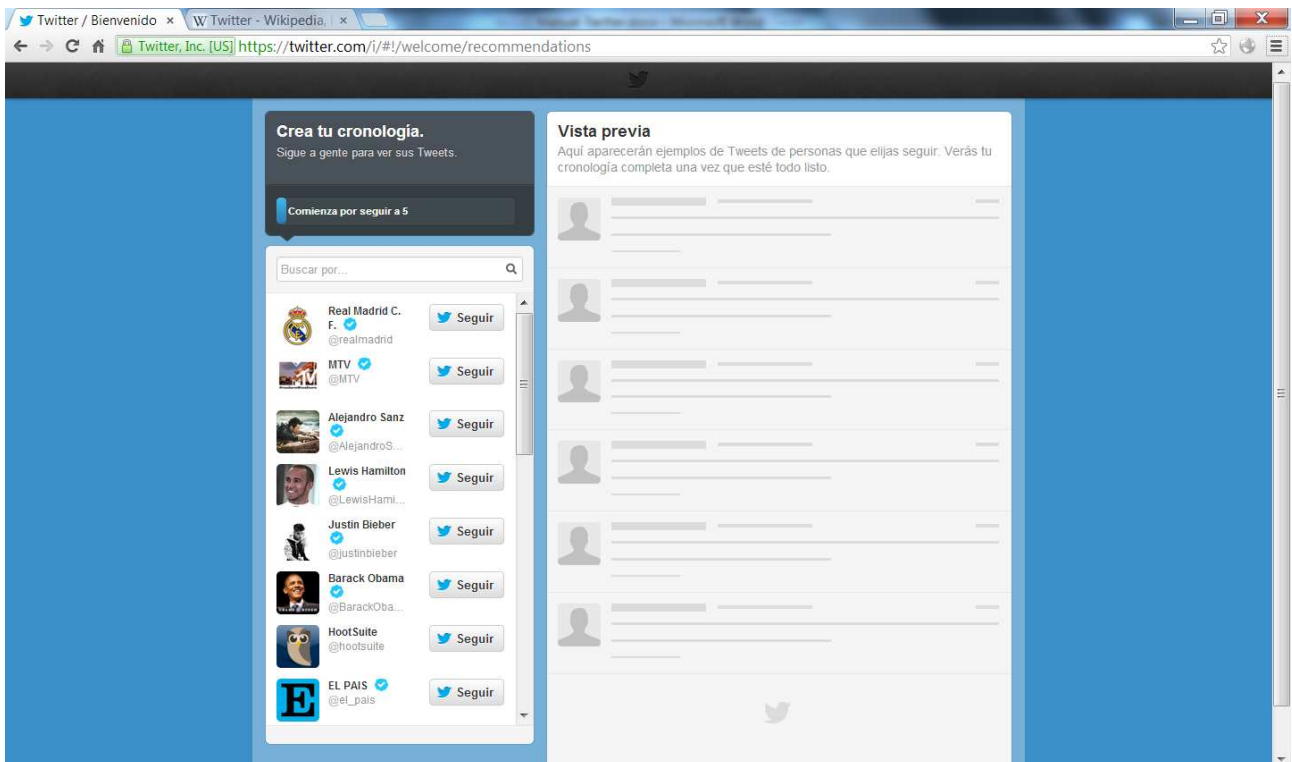 Twitter / Bienvenido
Twitter - Wikipedia,
Twitter, Inc. [US] https://twitter.com/i/#!/welcome/recommendations
Crea tu cronología.
Sigue a gente para ver sus Tweets.
Comienza por seguir a 5
Buscar por...
Real Madrid C.
F.
@realmadrid
Seguir
MTV
@MTV
Seguir
Alejandro Sanz
@AlejandroS...
Seguir
Lewis Hamilton
@LewisHami...
Seguir
Justin Bieber
@justinbieber
Seguir
Barack Obama
@BarackOba...
Seguir
HootSuite
@hootsuite
Seguir
EL PAIS
@el_pais
Seguir
Vista previa
Aquí aparecerán ejemplos de Tweets de personas que elijas seguir. Verás tu
cronología completa una vez que esté todo listo.